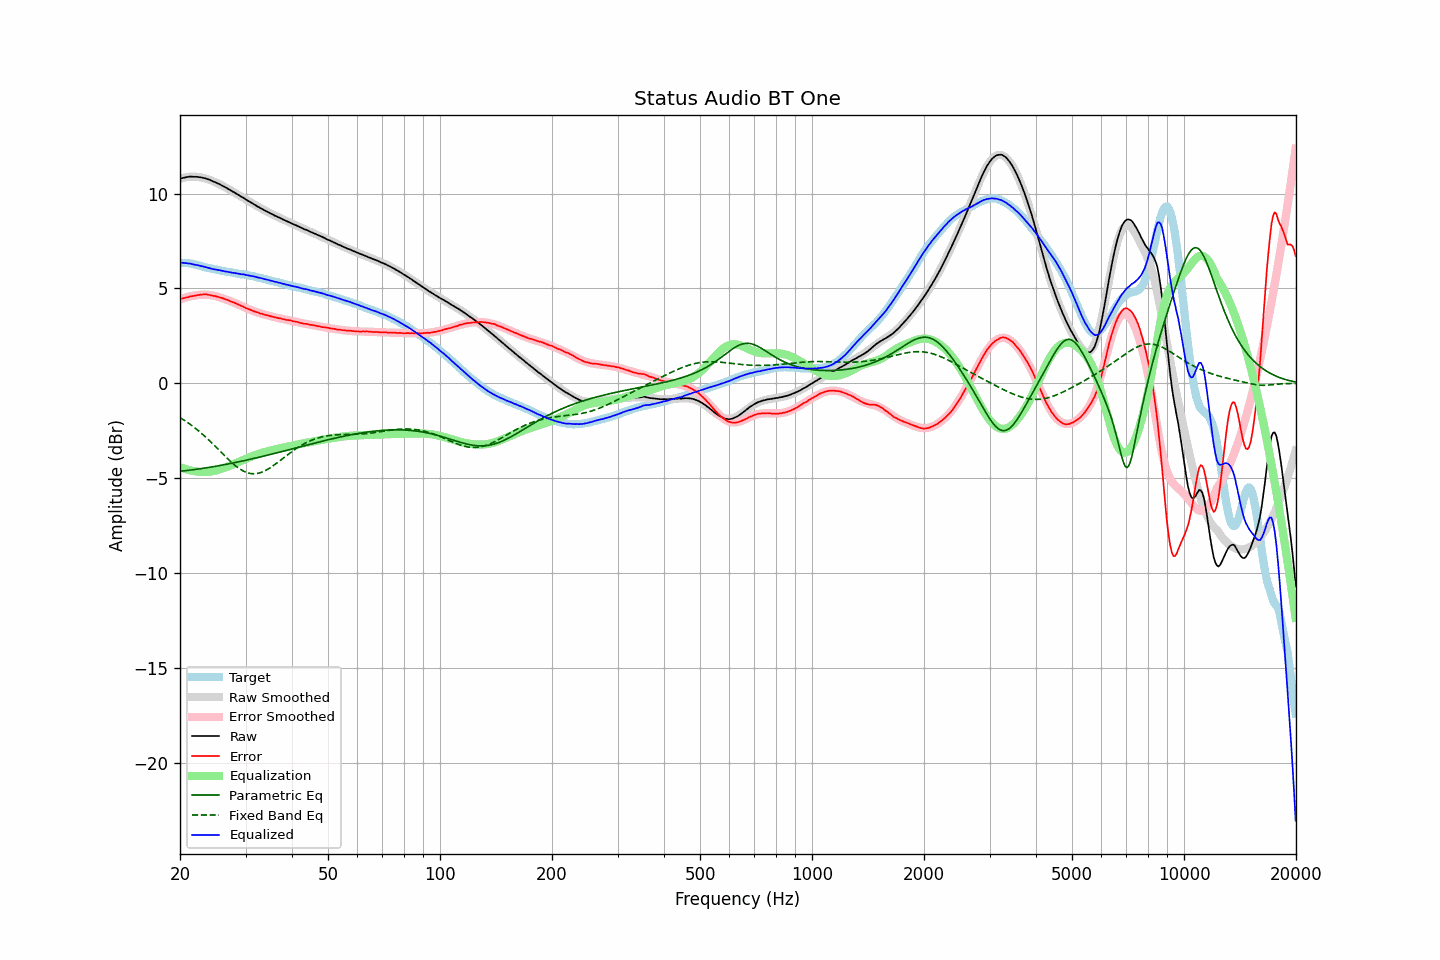 Status Audio BT One
Amplitude (dBr)
10
5
0
−5
−10
−15
−20
Target
Raw Smoothed
Error Smoothed
Raw
Error
Equalization
Parametric Eq
Fixed Band Eq
Equalized
20 50 100 200 500 1000 2000 5000 10000 20000
Frequency (Hz)